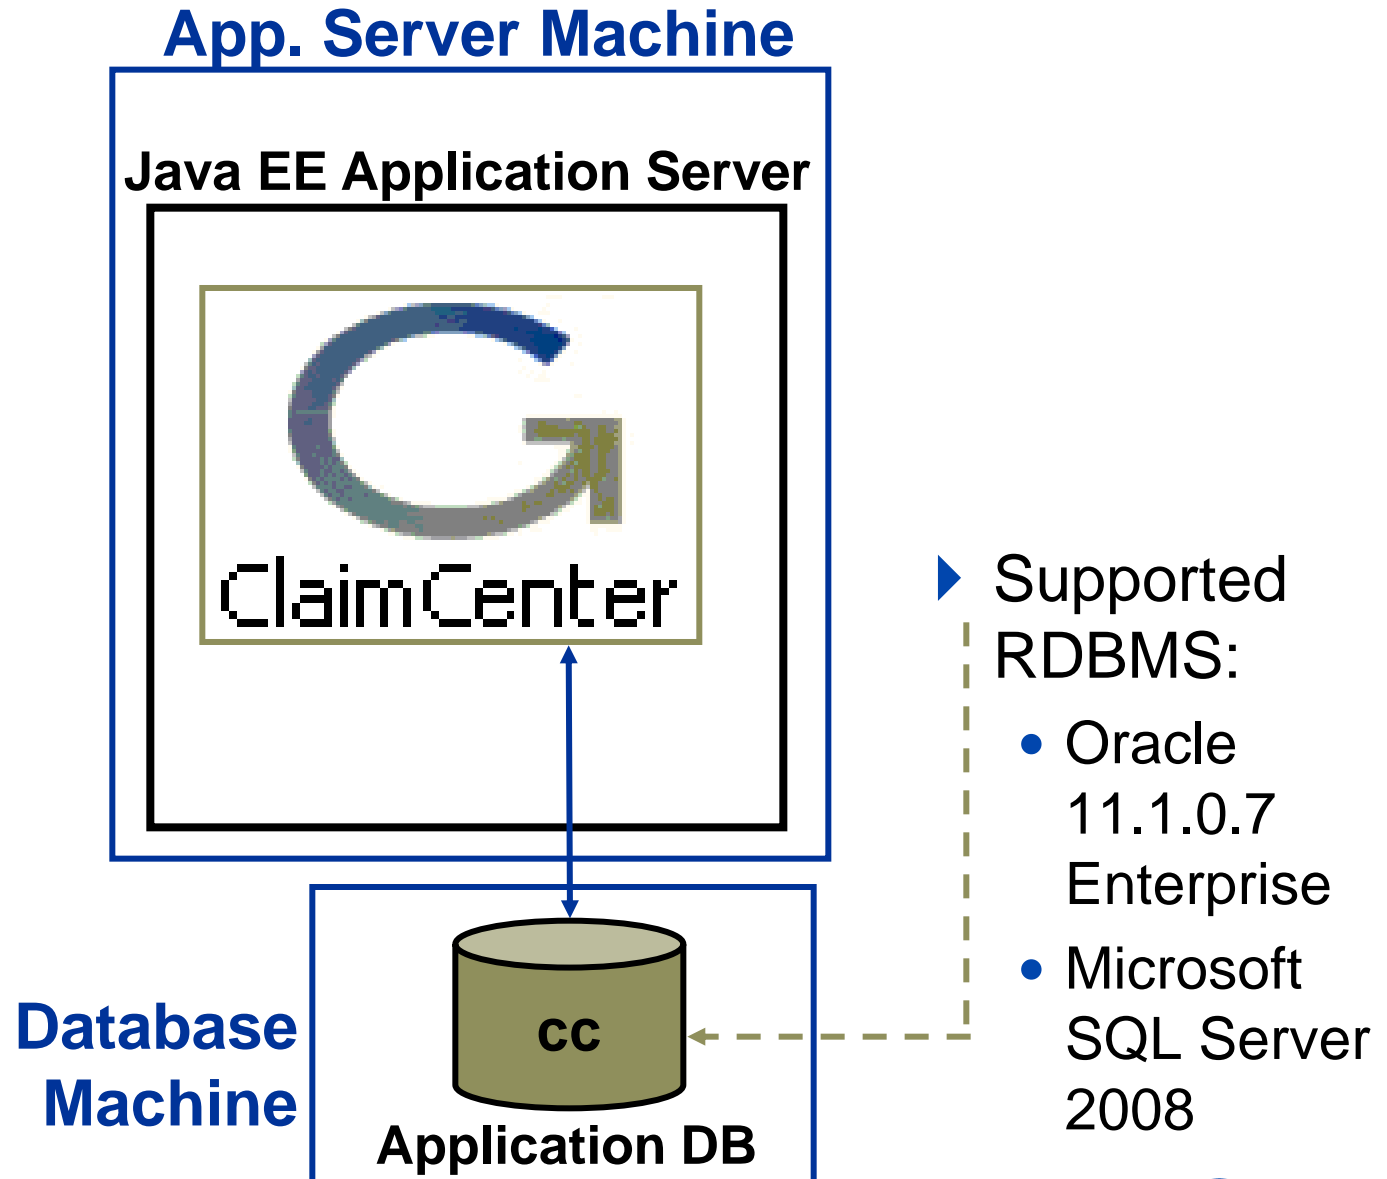 App. Server Machine
Java EE Application Server
ClaimCenter
Supported
RDBMS:
Oracle
11.1.0.7
Enterprise
Microsoft
SQL Server
2008
Database
Machine
cc
Application DB